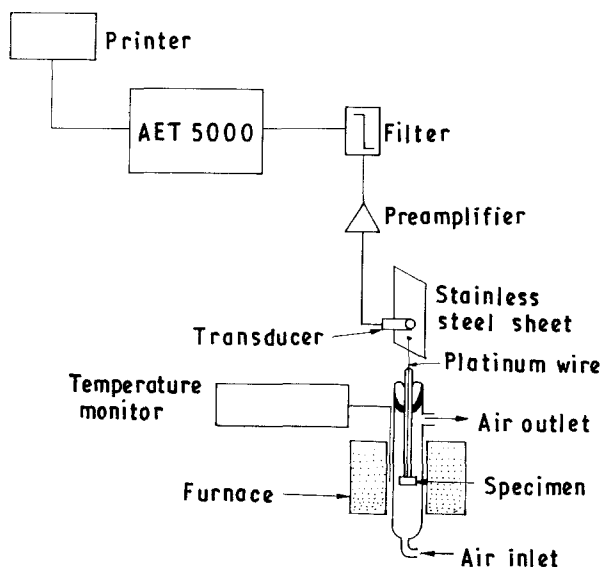 Printer
AET 5000
Filter
Preamplifier
Stainless
steel sheet
Transducer
Platinum wire
Temperature
monitor
Air outlet
Furnace
Specimen
Air inlet